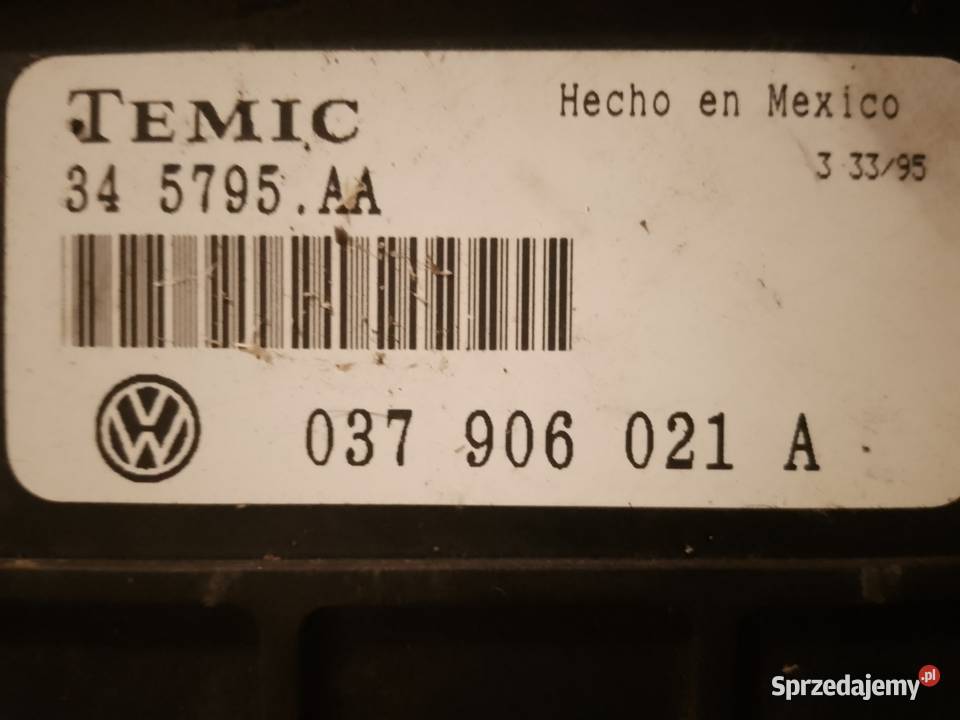 TEMIC
Hecho en Mexico
34 5795.AA
3 33/95
037 906 021 A
Sprzedajemy.pl